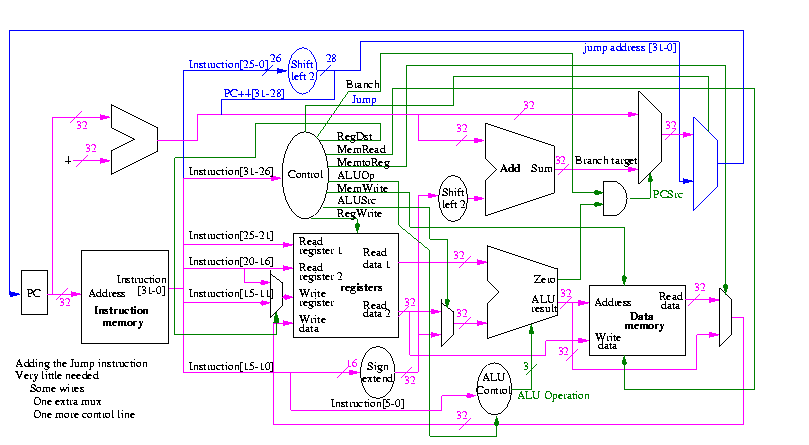 jump address [31-0]
Instruction[25-0]
26
28
Shift
left 2
PC++[31-28]
Branch
Jump
32
32
32
32
32
+
RegDst
MemRead
MemtoReg
ALUOp
MemWrite
ALUSrc
RegWrite
Control
Instruction[31-26]
Add
Sum
32
Branch target
Shift
left 2
PCSrc
Instruction[25-21]
Instruction[20-16]
Instruction[15-11]
Read
register 1
Read
register 2
Write
register
Write
data
registers
Read
data 1
Read
data 2
32
32
32
Zero
ALU
result
32
32
PC
32
Address
Instruction
[31-0]
Instruction
memory
Address
Read
data
Data
memory
Write
data
32
Instruction[15-10]
16
Sign
extend
32
ALU
Control
3
ALU Operation
Instruction[5-0]
32
Adding the Jump instruction
Very little needed
Some wires
One extra mux
One more control line